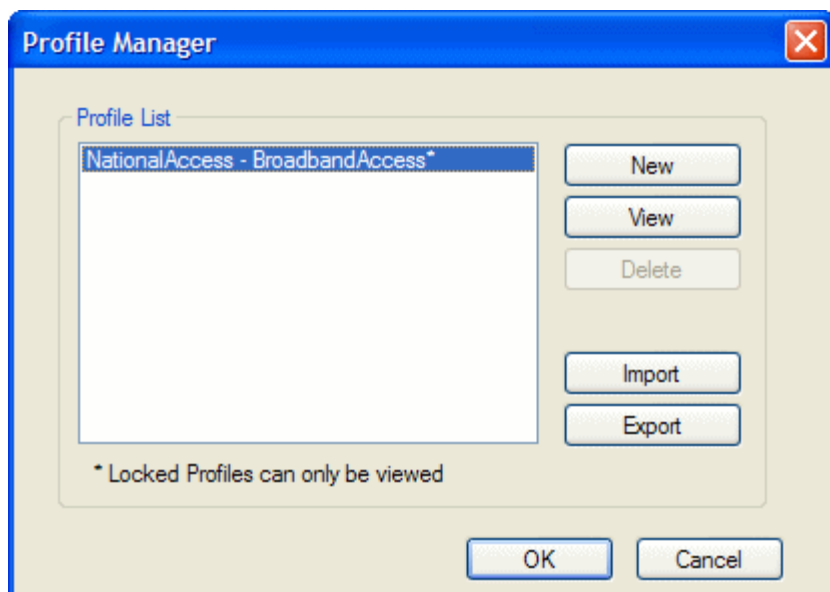 Profile Manager
Profile List
NationalAccess - BroadbandAccess*
New
View
Delete
Import
Export
* Locked Profiles can only be viewed
OK
Cancel